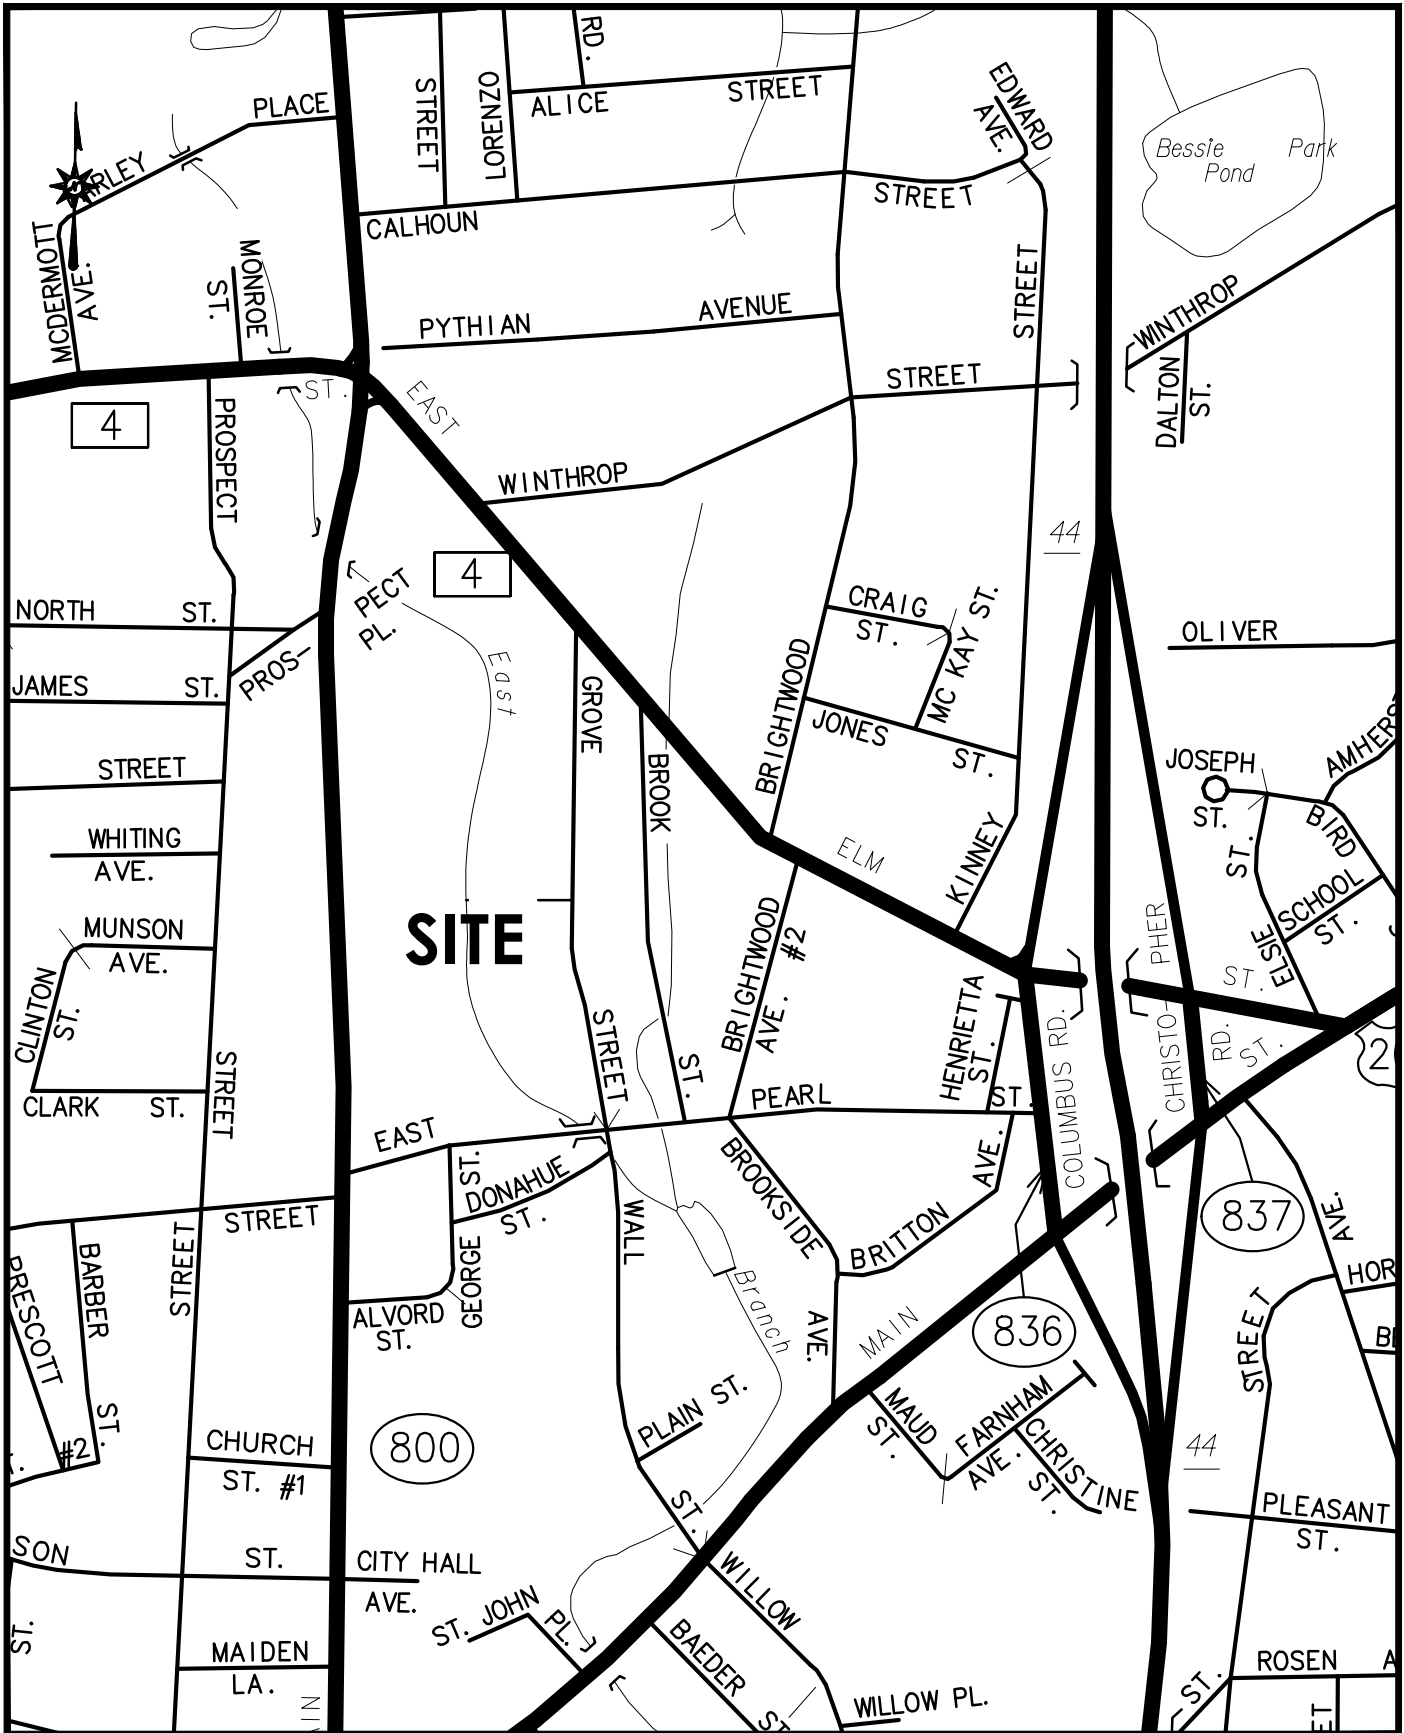 RD.
EDWARD
AVE.
PLACE
STREET
LORENZO
ALICE
STREET
Bessie
Park
Pond
RLEY
STREET
CALHOUN
MCDERMOTT
AVE.
MONROE
ST.
STREET
WINTHROP
PYTHIAN
AVENUE
STREET
DALTON
ST.
ST.
EAST
4
PROSPECT
WINTHROP
44
4
PECT
PL.
CRAIG
ST.
MC KAY ST.
NORTH ST.
OLIVER
PROS-
JAMES ST.
East
GROVE
BRIGHTWOOD
JONES
ST.
AMHERS
JOSEPH
ST.
STREET
BROOK
WHITING
AVE.
ELM
KINNEY
BIRD
ST.
SCHOOL
ST.
MUNSON
AVE.
SITE
BRIGHTWOOD
AVE. #2
CHRISTO-
PHER
RD.
ELSIE
ST.
CLINTON
ST.
HENRIETTA
ST.
COLUMBUS RD.
STREET
ST.
ST.
2
STREET
CLARK ST.
PEARL
ST.
EAST
ST.
DONAHUE
ST.
BROOKSIDE
AVE.
BRITTON
AVE.
837
STREET
STREET
WALL
AVE.
PRESCOTT
BARBER
ST.
GEORGE
Branch
HOR
ALVORD
ST.
MAIN
836
STREET
PLAIN ST.
MAUD
ST.
FARNHAM
AVE.
CHRISTINE
ST.
#2
CHURCH
ST. #1
800
44
ST.
PLEASANT
ST.
SON
ST.
CITY HALL
AVE.
WILLOW
ST. JOHN
PL.
ST.
MAIDEN
LA.
BAEDER
ST
ROSEN A
ST.
WILLOW PL.